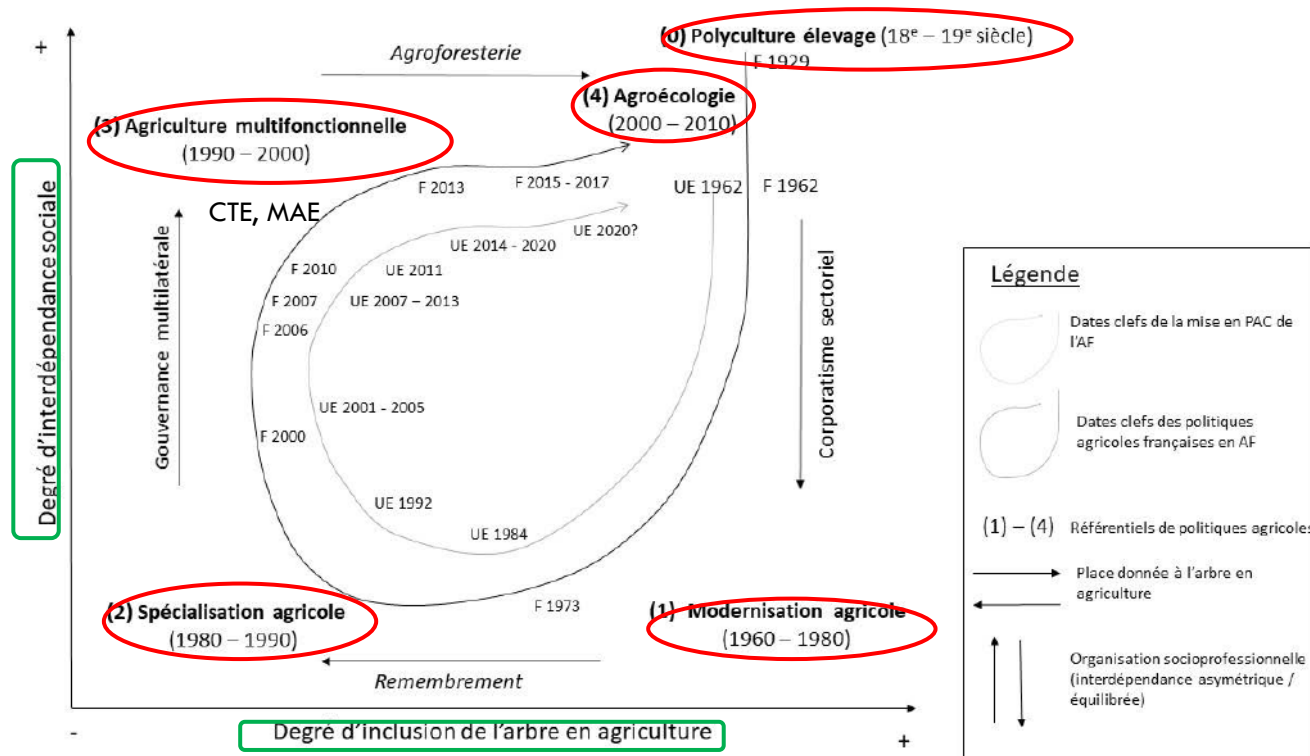 +
Agroforesterie
(0) Polyculture élevage (18e – 19e siècle)
F 1929
(4) Agroécologie
(2000 – 2010)
(3) Agriculture multifonctionnelle
(1990 – 2000)
F 2013
F 2015 - 2017
UE 1962
F 1962
CTE, MAE
UE 2020?
UE 2014 - 2020
F 2010
UE 2011
F 2007
UE 2007 – 2013
F 2006
UE 2001 - 2005
F 2000
UE 1992
UE 1984
Degré d'interdépendance sociale
Gouvernance multilatérale
Corporatisme sectoriel
(2) Spécialisation agricole
(1980 – 1990)
F 1973
(1) Modernisation agricole
(1960 – 1980)
Remembrement
-
Degré d'inclusion de l'arbre en agriculture
+
Légende
Dates clefs de la mise en PAC de
l'AF
Dates clefs des politiques
agricoles françaises en AF
(1) – (4) Référentiels de politiques agricoles
Place donnée à l'arbre en
agriculture
Organisation socioprofessionnelle
(interdépendance asymétrique /
équilibrée)